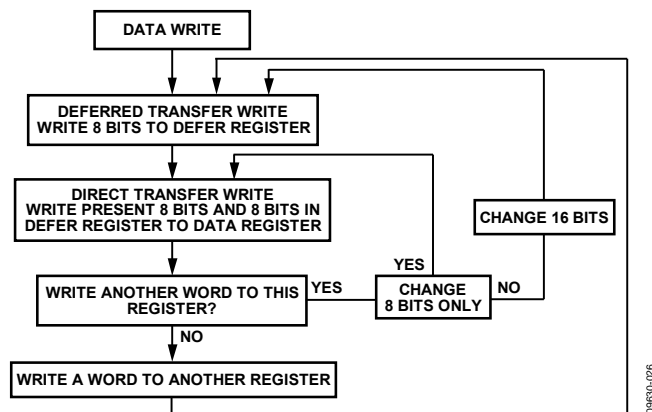 DATA WRITE
DEFERRED TRANSFER WRITE
WRITE 8 BITS TO DEFER REGISTER
DIRECT TRANSFER WRITE
WRITE PRESENT 8 BITS AND 8 BITS IN
DEFER REGISTER TO DATA REGISTER
CHANGE 16 BITS
WRITE ANOTHER WORD TO THIS
REGISTER?
YES
YES
CHANGE
8 BITS ONLY
NO
NO
WRITE A WORD TO ANOTHER REGISTER
09630-026